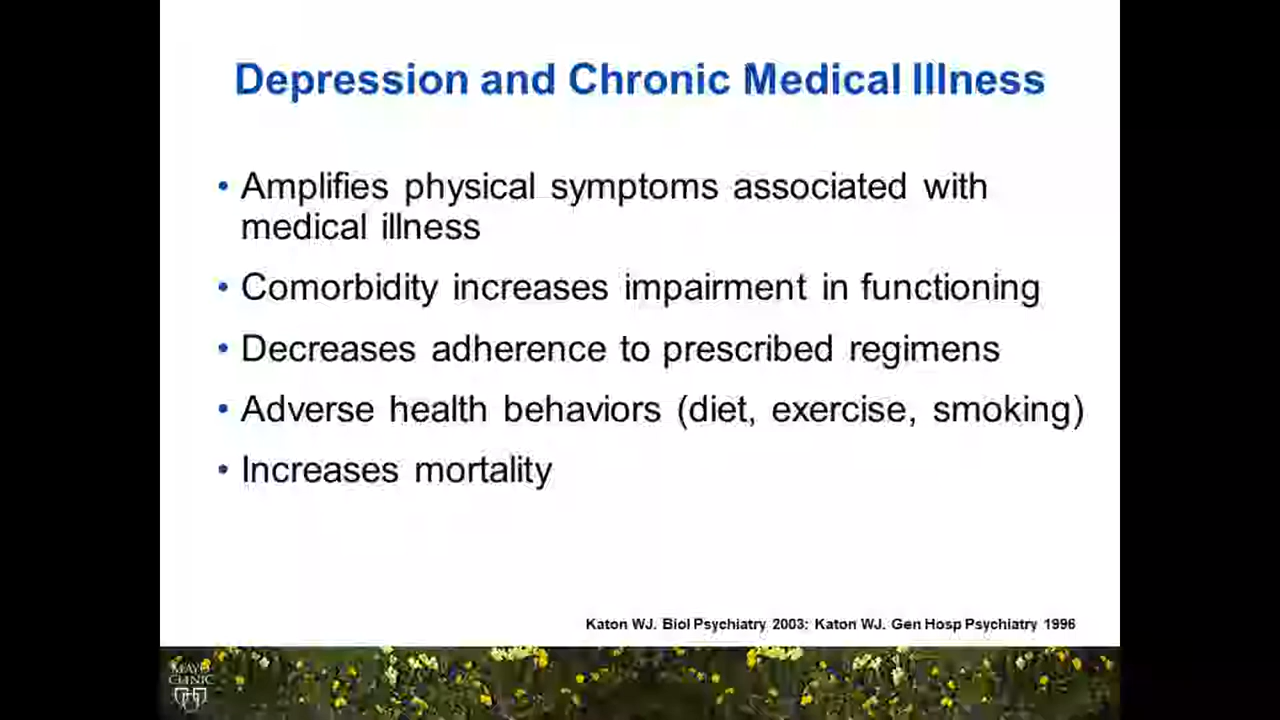 Depression and Chronic Medical Illness
• Amplifies physical symptoms associated with
medical illness
• Comorbidity increases impairment in functioning
• Decreases adherence to prescribed regimens
• Adverse health behaviors (diet, exercise, smoking)
• Increases mortality
Katon WJ. Biol Psychiatry 2003; Katon WJ. Gen Hosp Psychiatry 1996
MAYO
CLINIC